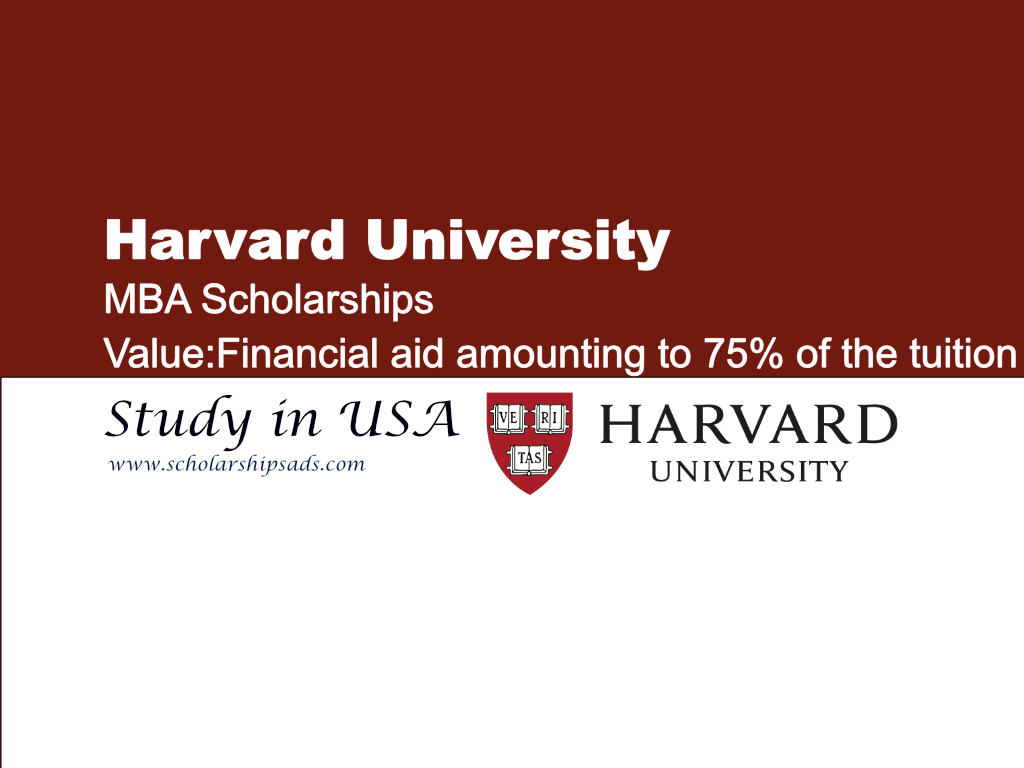 Harvard University
MBA Scholarships
Value:Financial aid amounting to 75% of the tuition
Study in USA
www.scholarshipsads.com
VE RI
TAS
HARVARD
UNIVERSITY